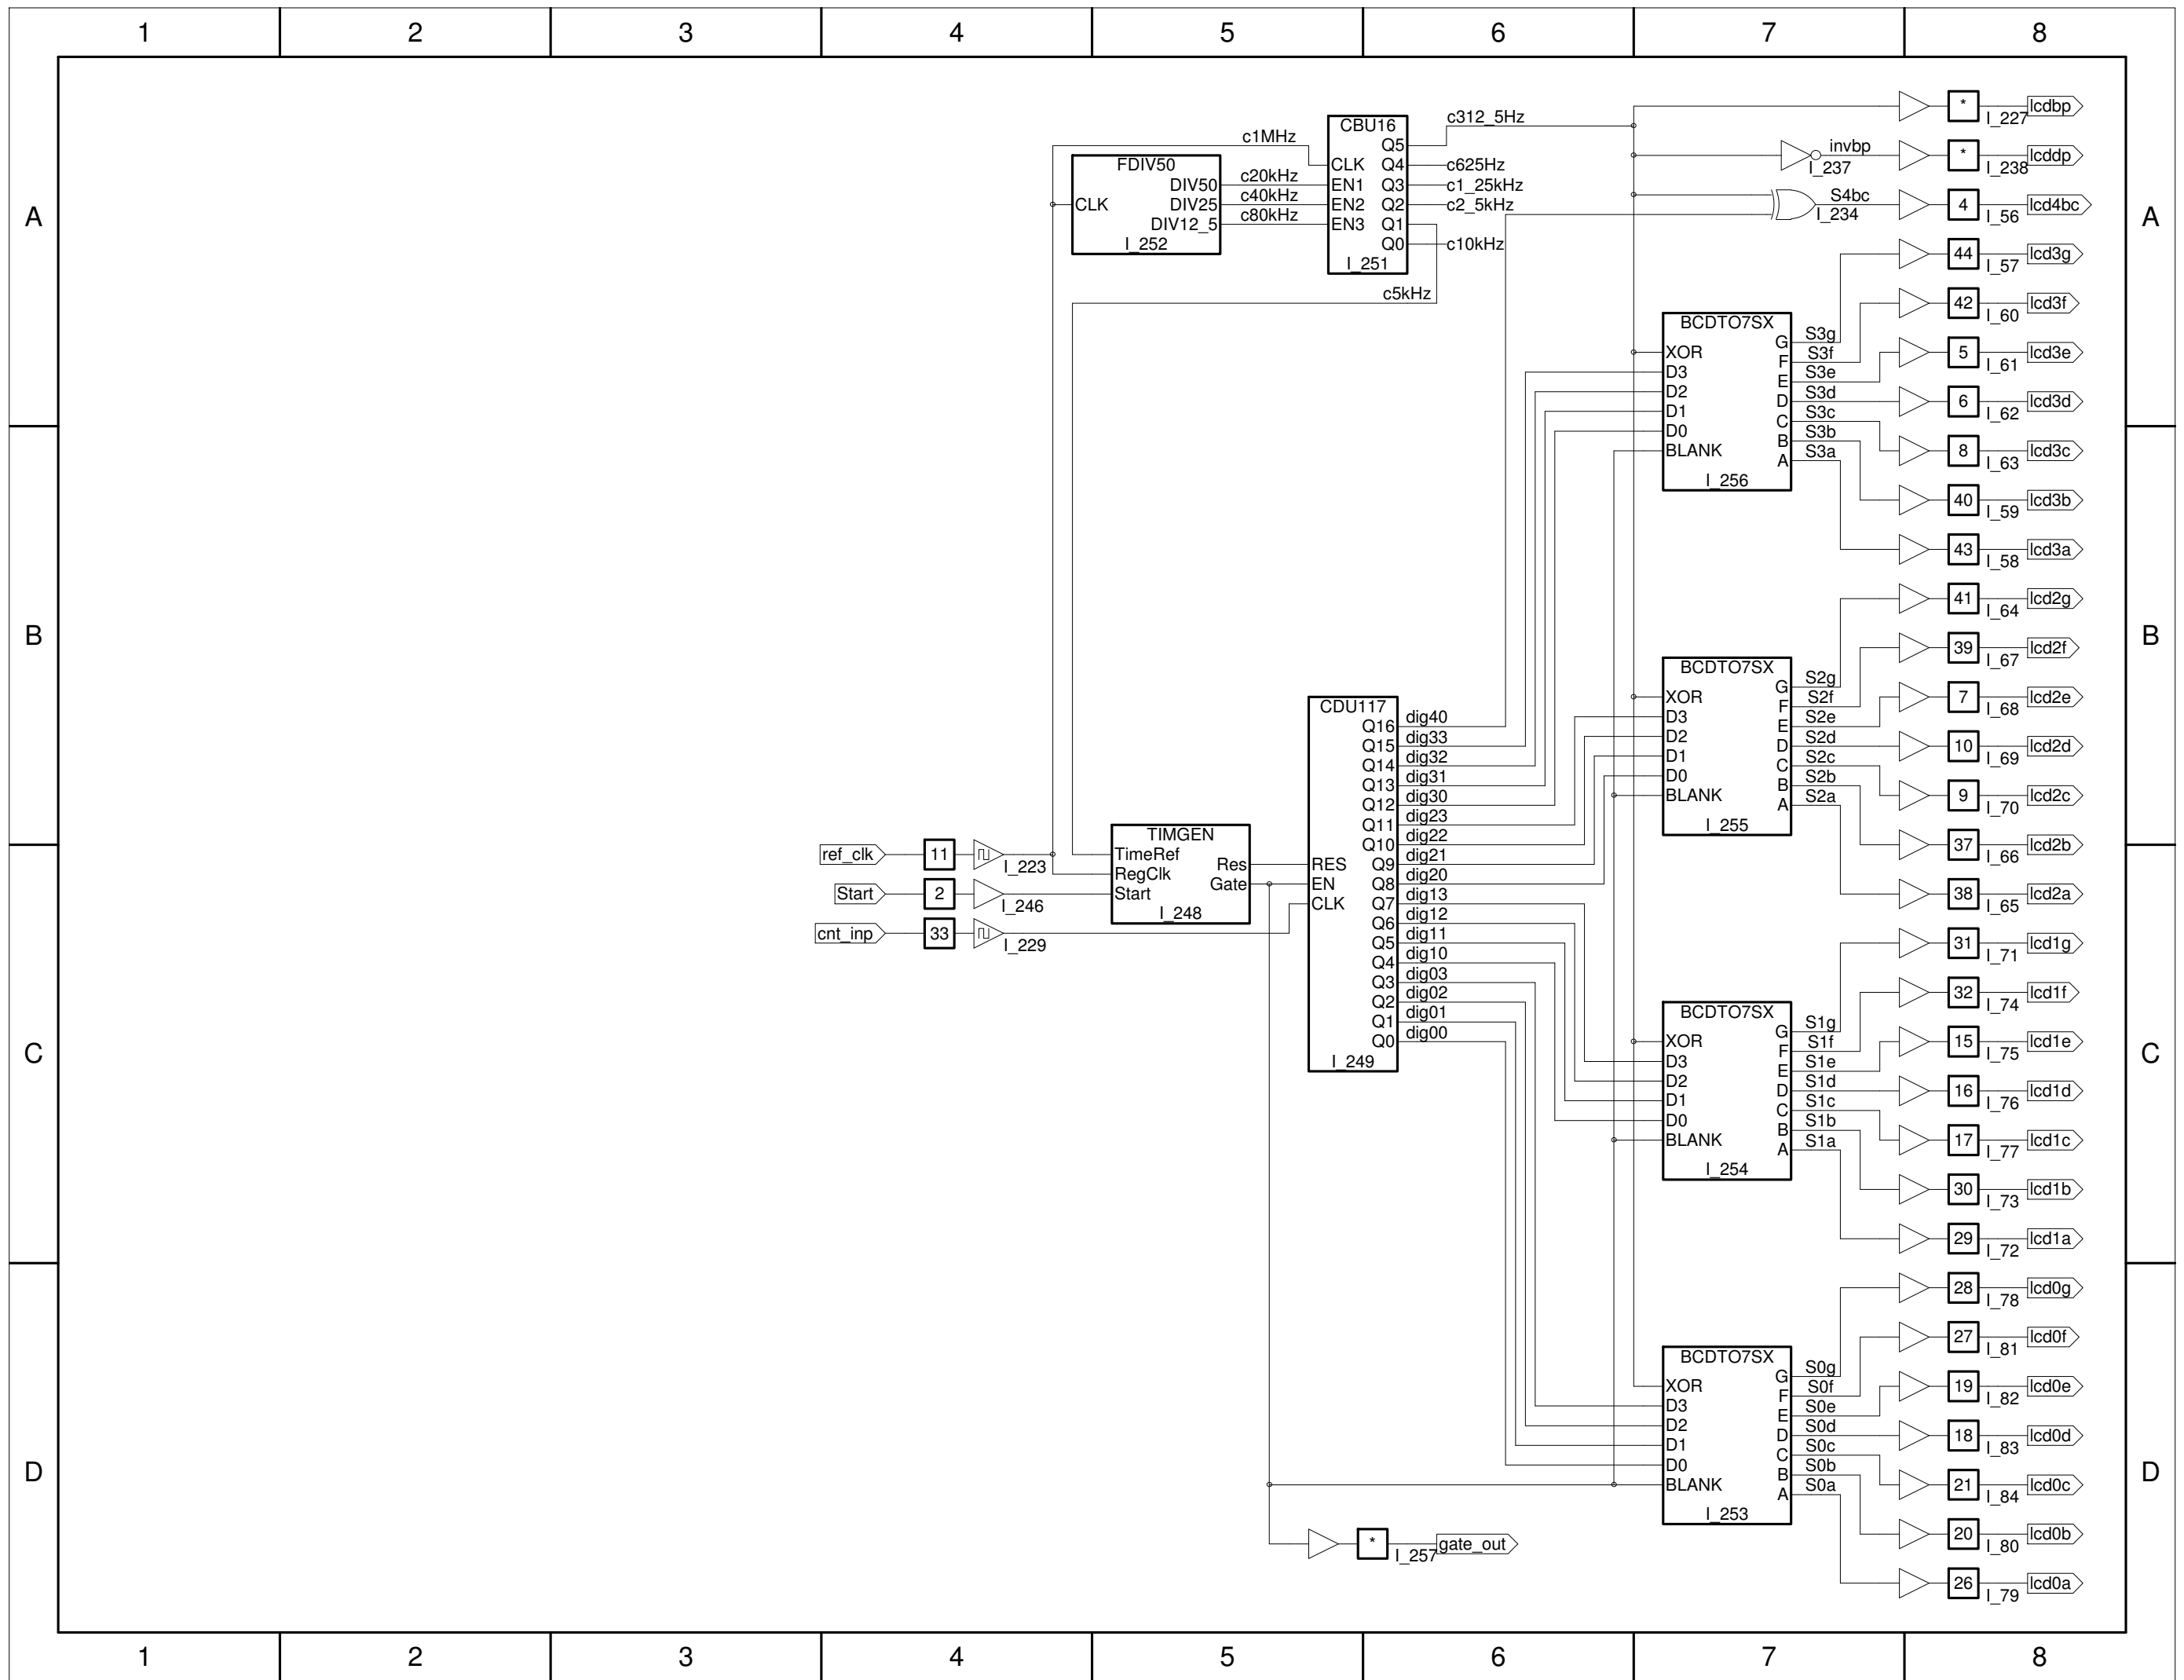 1 2 3 4 5 6 7 8
A A
B B
C C
D D
1 2 3 4 5 6 7 8
FDIV50
CLK
DIV50
DIV25
DIV12_5
I_252
c1MHz
c20kHz
c40kHz
c80kHz
CBU16
CLK
EN1
EN2
EN3
Q5
Q4
Q3
Q2
Q1
Q0
I_251
c312_5Hz
c625Hz
c1_25kHz
c2_5kHz
c10kHz
c5kHz
invbp
I_237
S4bc
I_234
ref_clk 11 I_223
Start 2 I_246
cnt_inp 33 I_229
TIMGEN
TimeRef
RegClk
Start
Res
Gate
I_248
CDU117
RES
EN
CLK
Q16 dig40
Q15 dig33
Q14 dig32
Q13 dig31
Q12 dig30
Q11 dig23
Q10 dig22
Q9 dig21
Q8 dig20
Q7 dig13
Q6 dig12
Q5 dig11
Q4 dig10
Q3 dig03
Q2 dig02
Q1 dig01
Q0 dig00
I_249
* I_257 gate_out
BCDTO7SX
XOR
D3
D2
D1
D0
BLANK
G S3g
F S3f
E S3e
D S3d
C S3c
B S3b
A S3a
I_256
BCDTO7SX
XOR
D3
D2
D1
D0
BLANK
G S2g
F S2f
E S2e
D S2d
C S2c
B S2b
A S2a
I_255
BCDTO7SX
XOR
D3
D2
D1
D0
BLANK
G S1g
F S1f
E S1e
D S1d
C S1c
B S1b
A S1a
I_254
BCDTO7SX
XOR
D3
D2
D1
D0
BLANK
G S0g
F S0f
E S0e
D S0d
C S0c
B S0b
A S0a
I_253
* I_227 lcdbp
* I_238 lcddp
4 I_56 lcd4bc
44 I_57 lcd3g
42 I_60 lcd3f
5 I_61 lcd3e
6 I_62 lcd3d
8 I_63 lcd3c
40 I_59 lcd3b
43 I_58 lcd3a
41 I_64 lcd2g
39 I_67 lcd2f
7 I_68 lcd2e
10 I_69 lcd2d
9 I_70 lcd2c
37 I_66 lcd2b
38 I_65 lcd2a
31 I_71 lcd1g
32 I_74 lcd1f
15 I_75 lcd1e
16 I_76 lcd1d
17 I_77 lcd1c
30 I_73 lcd1b
29 I_72 lcd1a
28 I_78 lcd0g
27 I_81 lcd0f
19 I_82 lcd0e
18 I_83 lcd0d
21 I_84 lcd0c
20 I_80 lcd0b
26 I_79 lcd0a